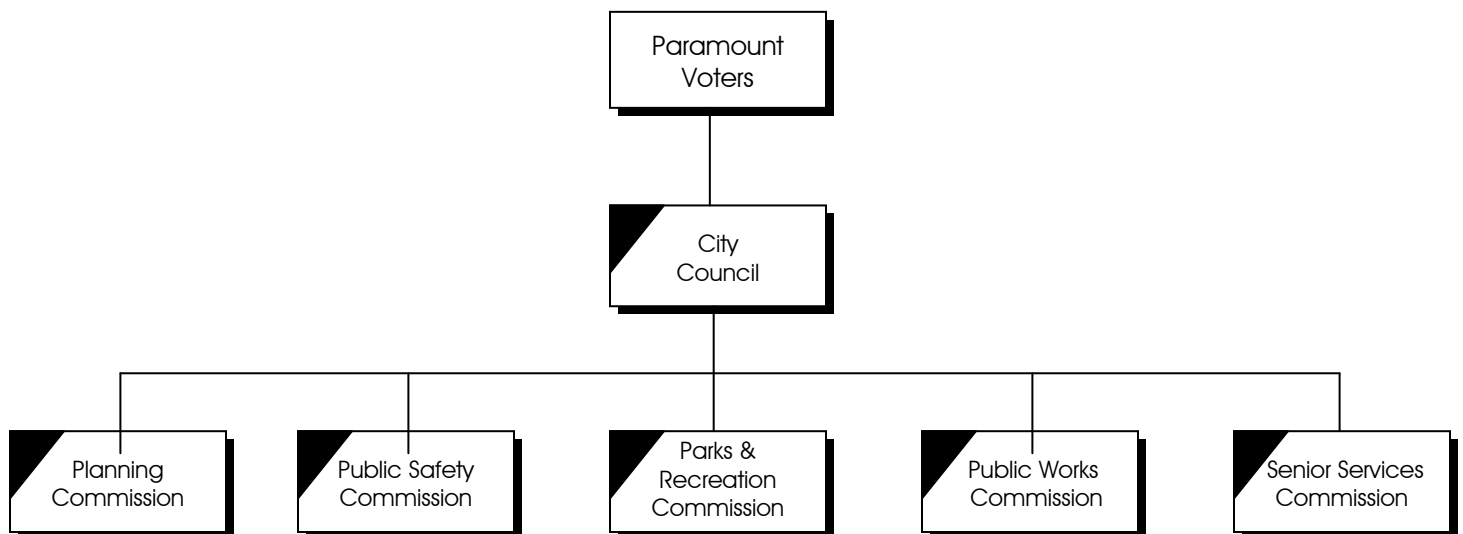 Paramount
Voters
City
Council
Planning
Commission
Public Safety
Commission
Parks &
Recreation
Commission
Public Works
Commission
Senior Services
Commission